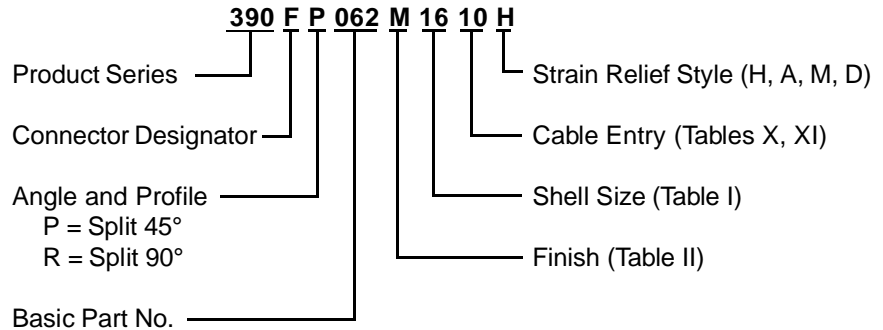 390 F P 062 M 16 10 H
Product Series
Connector Designator
Angle and Profile
P = Split 45°
R = Split 90°
Basic Part No.
Strain Relief Style (H, A, M, D)
Cable Entry (Tables X, XI)
Shell Size (Table I)
Finish (Table II)